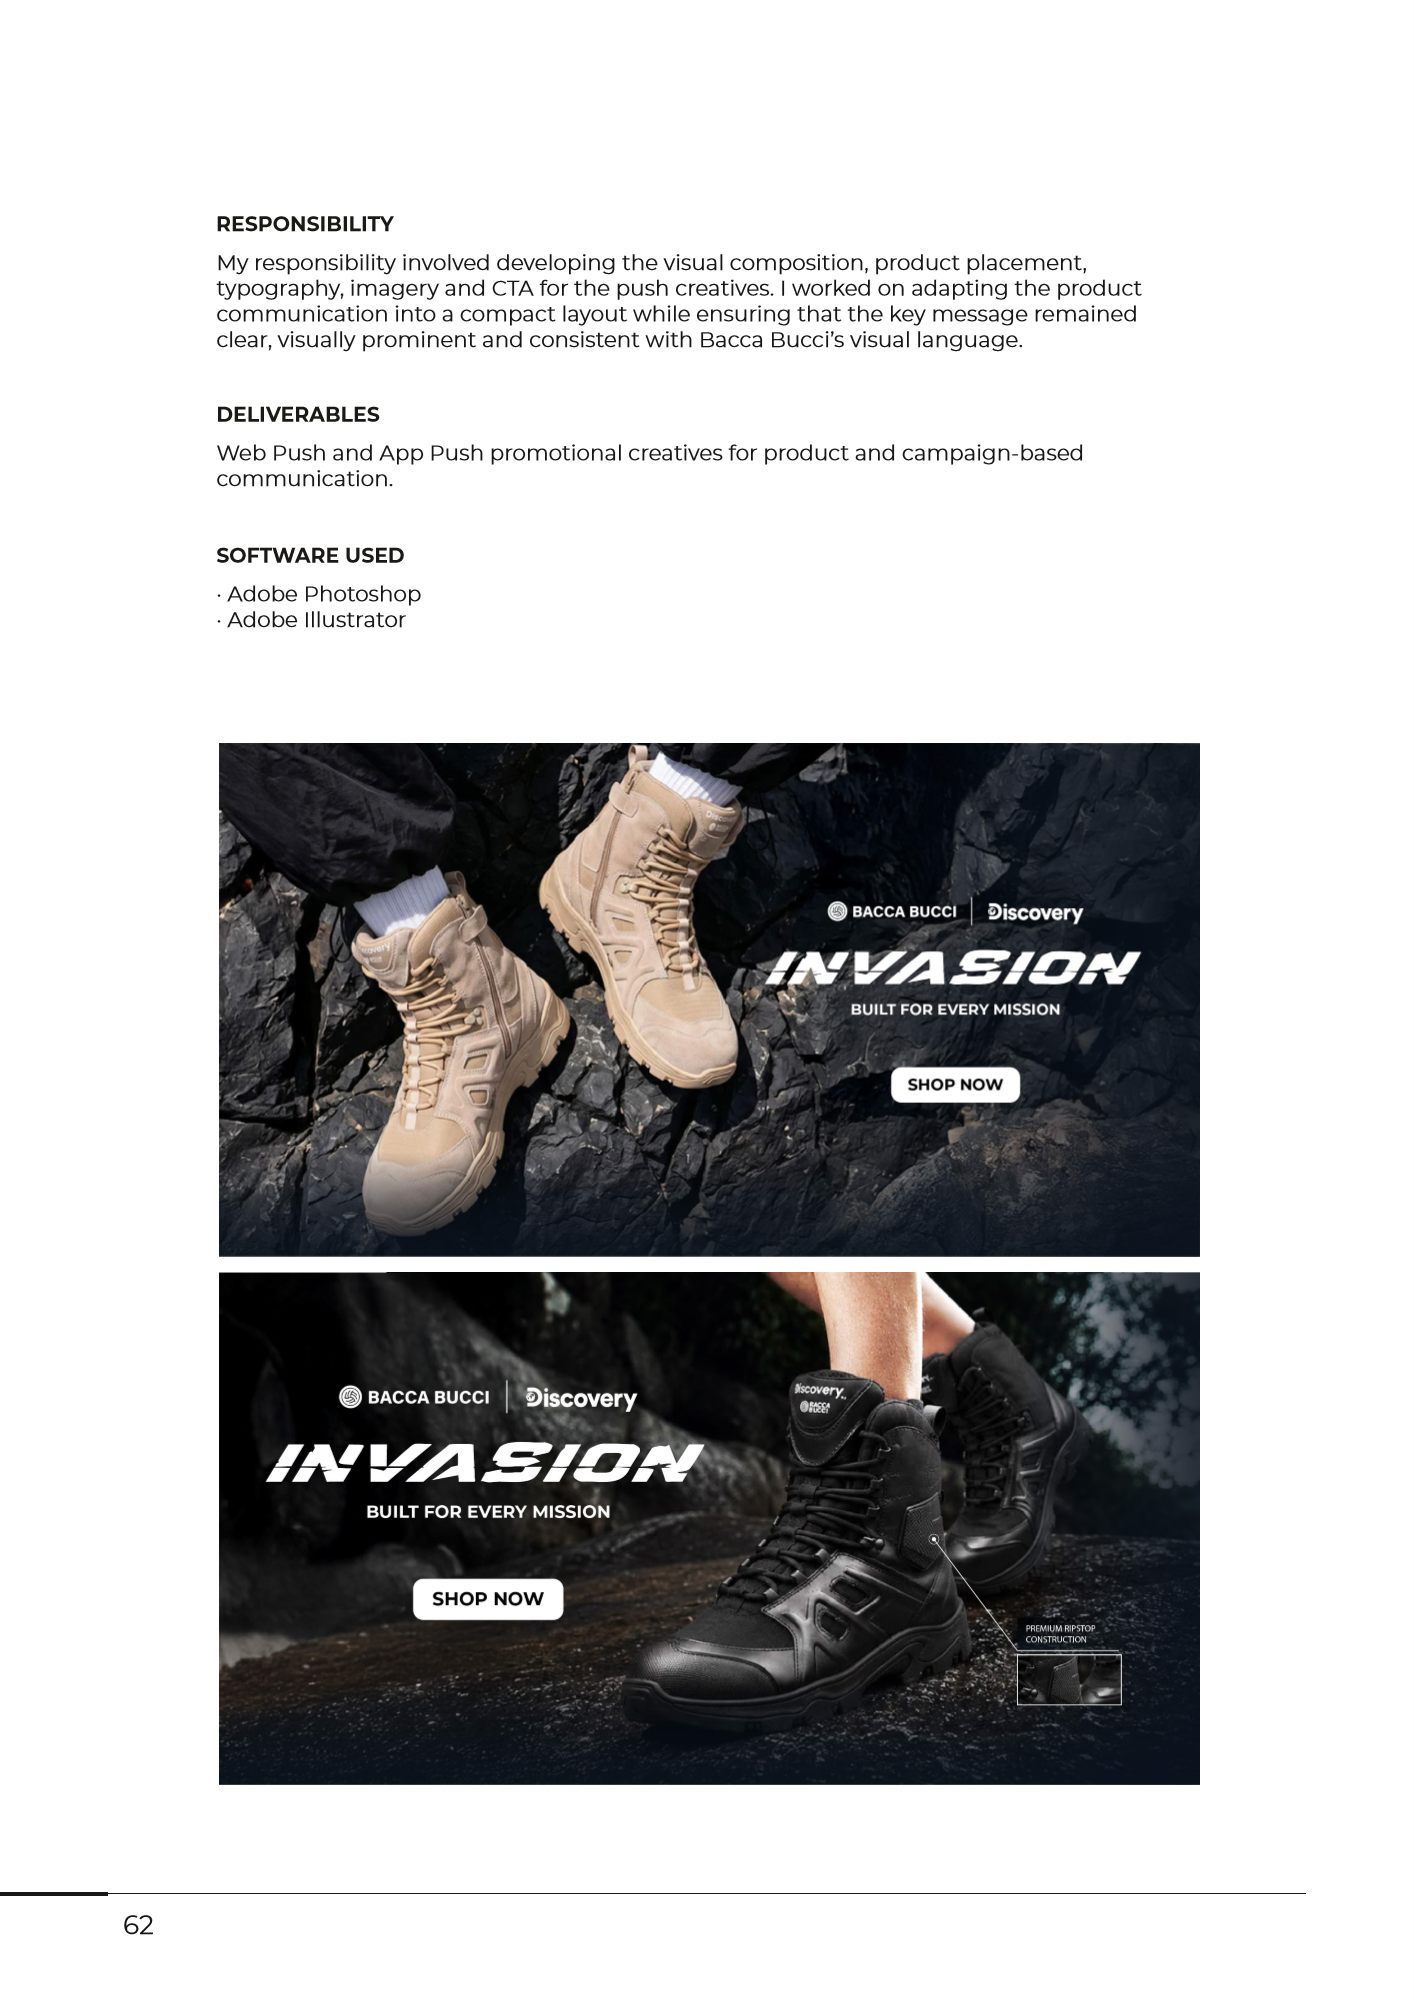 RESPONSIBILITY
My responsibility involved developing the visual composition, product placement,
typography, imagery and CTA for the push creatives. I worked on adapting the product
communication into a compact layout while ensuring that the key message remained
clear, visually prominent and consistent with Bacca Bucci’s visual language.
DELIVERABLES
Web Push and App Push promotional creatives for product and campaign-based
communication.
SOFTWARE USED
· Adobe Photoshop
· Adobe Illustrator
BACCA BUCCI | Discovery
INVASION
BUILT FOR EVERY MISSION
SHOP NOW
BACCA BUCCI | Discovery
INVASION
BUILT FOR EVERY MISSION
SHOP NOW
Discovery
BACCA
BUCCI
PREMIUM RIPSTOP
CONSTRUCTION
62